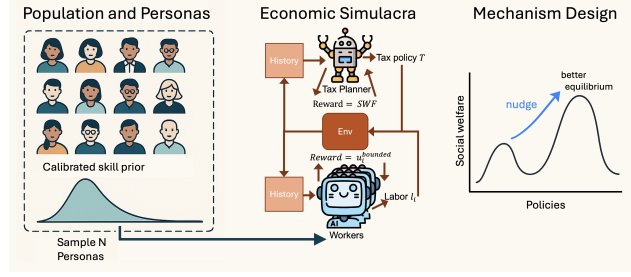 Population and Personas
Calibrated skill prior
Sample N
Personas
Economic Simulacra
History
Tax policy T
Tax Planner
Reward = SWF
Env
Reward = u_i^bounded
History
Labor l_i
AI
Workers
Mechanism Design
better
equilibrium
nudge
Social welfare
Policies